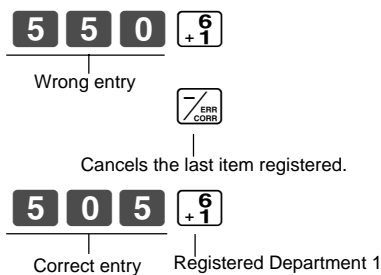 5 5 0 6 + 1
Wrong entry
−/ERR CORR
Cancels the last item registered.
5 0 5 6 + 1
Correct entry Registered Department 1